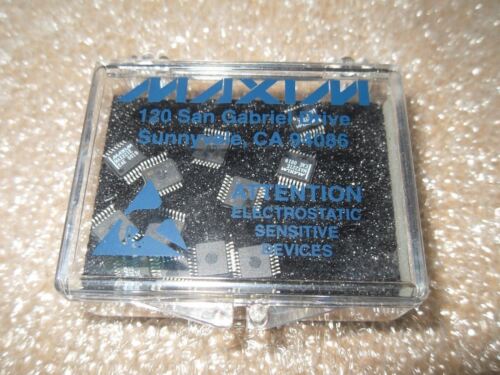 MAXIM
120 San Gabriel Drive
Sunnyvale, CA 94086
ATTENTION
ELECTROSTATIC
SENSITIVE
DEVICES